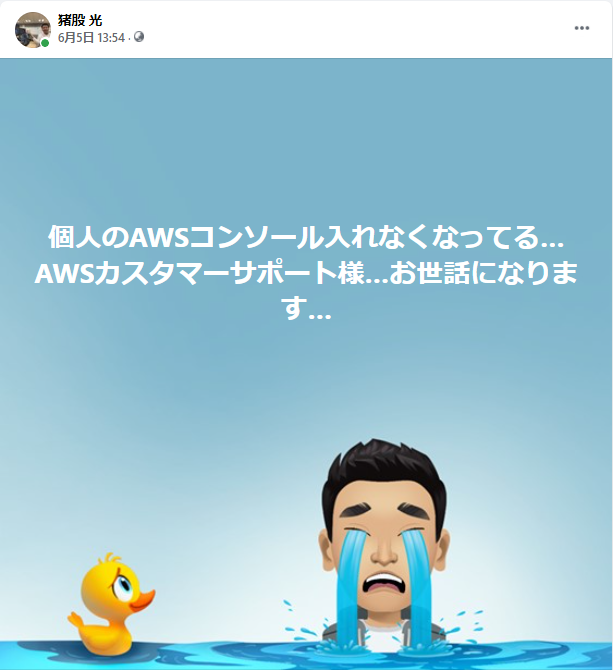 猪股 光
6月5日 13:54 ·
個人のAWSコンソール入れなくなってる...
AWSカスタマーサポート様...お世話になりま
す...